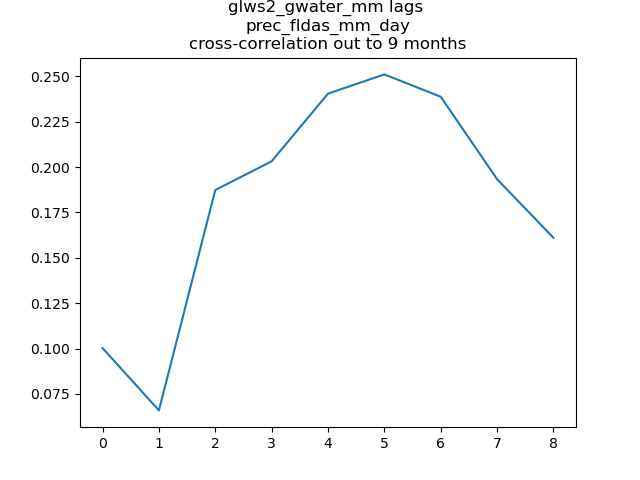 glws2_gwater_mm lags
prec_fldas_mm_day
cross-correlation out to 9 months
0.250
0.225
0.200
0.175
0.150
0.125
0.100
0.075
0 1 2 3 4 5 6 7 8